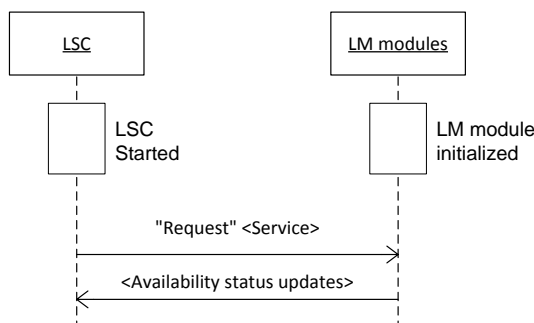 LSC
LM modules
LSC
Started
LM module
initialized
"Request" <Service>
<Availability status updates>